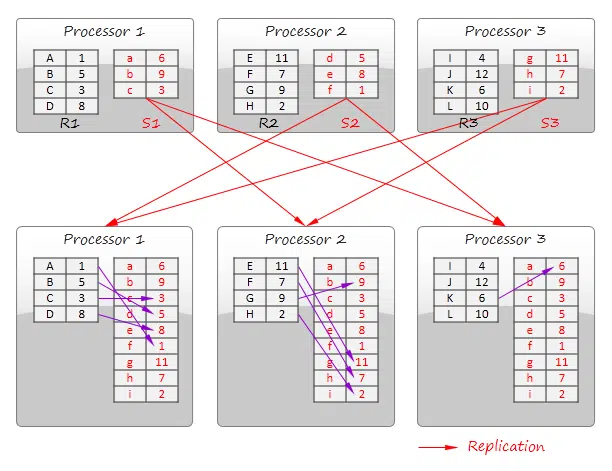 Processor 1
A 1 a 6
B 5 b 9
C 3 c 3
D 8
R1 S1
Processor 2
E 11 d 5
F 7 e 8
G 9 f 1
H 2
R2 S2
Processor 3
I 4 g 11
J 12 h 7
K 6 i 2
L 10
R3 S3
Processor 1
A 1 a 6
B 5 b 9
C 3 c 3
D 8 d 5
e 8
f 1
g 11
h 7
i 2
Processor 2
E 11 a 6
F 7 b 9
G 9 c 3
H 2 d 5
e 8
f 1
g 11
h 7
i 2
Processor 3
I 4 a 6
J 12 b 9
K 6 c 3
L 10 d 5
e 8
f 1
g 11
h 7
i 2
Replication